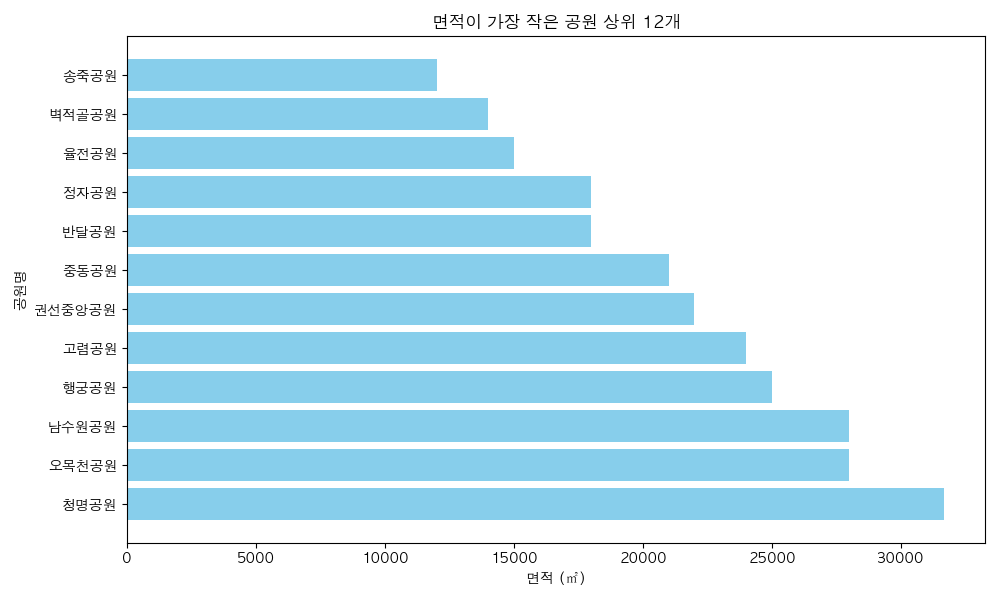 면적이 가장 작은 공원 상위 12개
송죽공원
벽적골공원
율전공원
정자공원
반달공원
중동공원
권선중앙공원
고렴공원
행궁공원
남수원공원
오목천공원
청명공원
공원명
0 5000 10000 15000 20000 25000 30000
면적 (㎡)